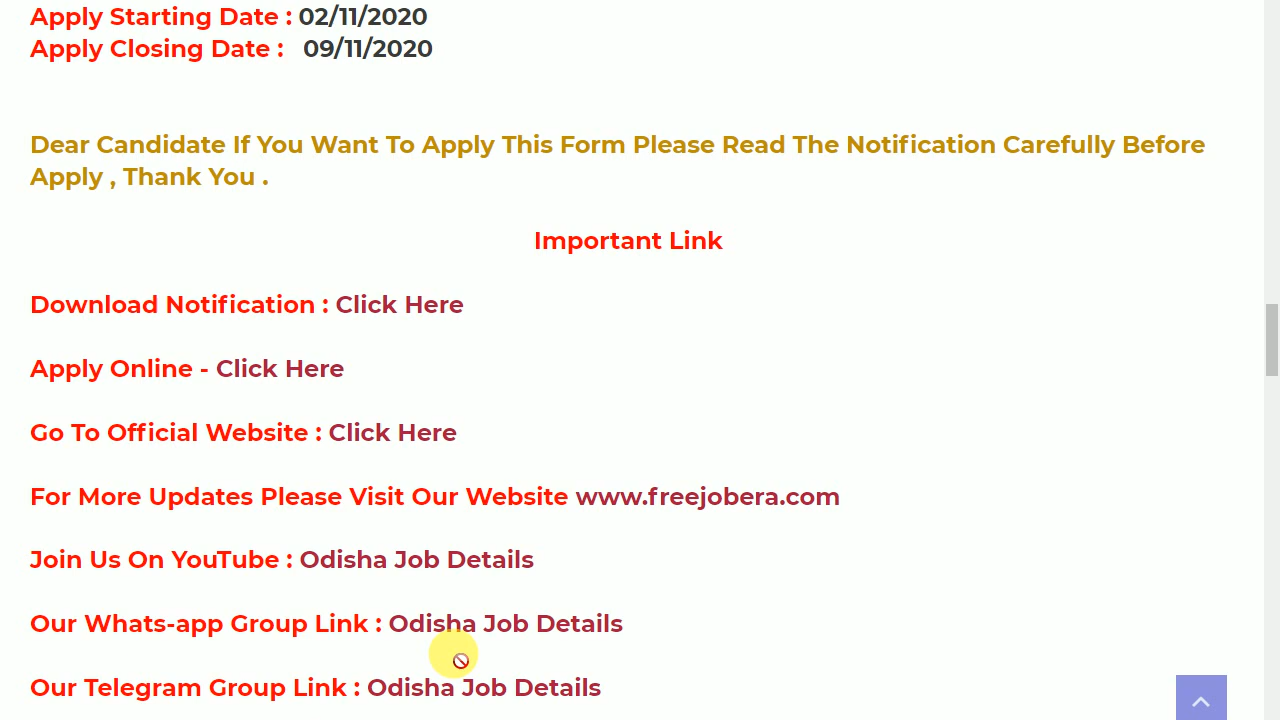 Apply Starting Date : 02/11/2020
Apply Closing Date : 09/11/2020
Dear Candidate If You Want To Apply This Form Please Read The Notification Carefully Before
Apply , Thank You .
Important Link
Download Notification : Click Here
Apply Online - Click Here
Go To Official Website : Click Here
For More Updates Please Visit Our Website www.freejobera.com
Join Us On YouTube : Odisha Job Details
Our Whats-app Group Link : Odisha Job Details
Our Telegram Group Link : Odisha Job Details